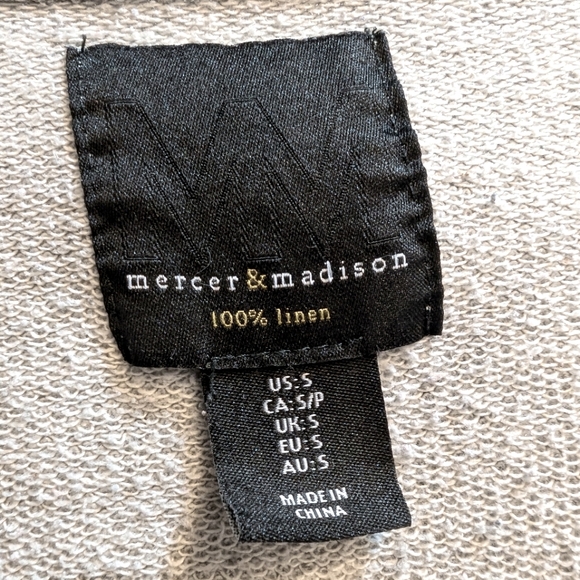 mercer&madison
100% linen
US:S
CA:S/P
UK:S
EU:S
AU:S
MADE IN
CHINA